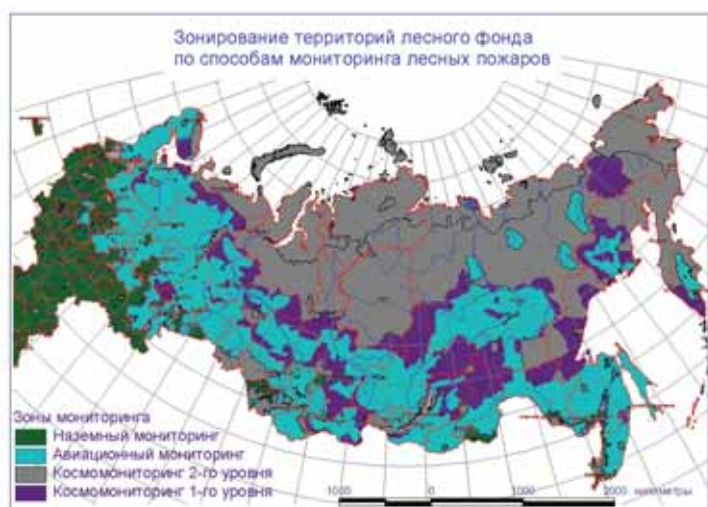 Зонирование территорий лесного фонда
по способам мониторинга лесных пожаров
Зоны мониторинга
Наземный мониторинг
Авиационный мониторинг
Космомониторинг 2-го уровня
Космомониторинг 1-го уровня
1000 0 1000 2000 километры